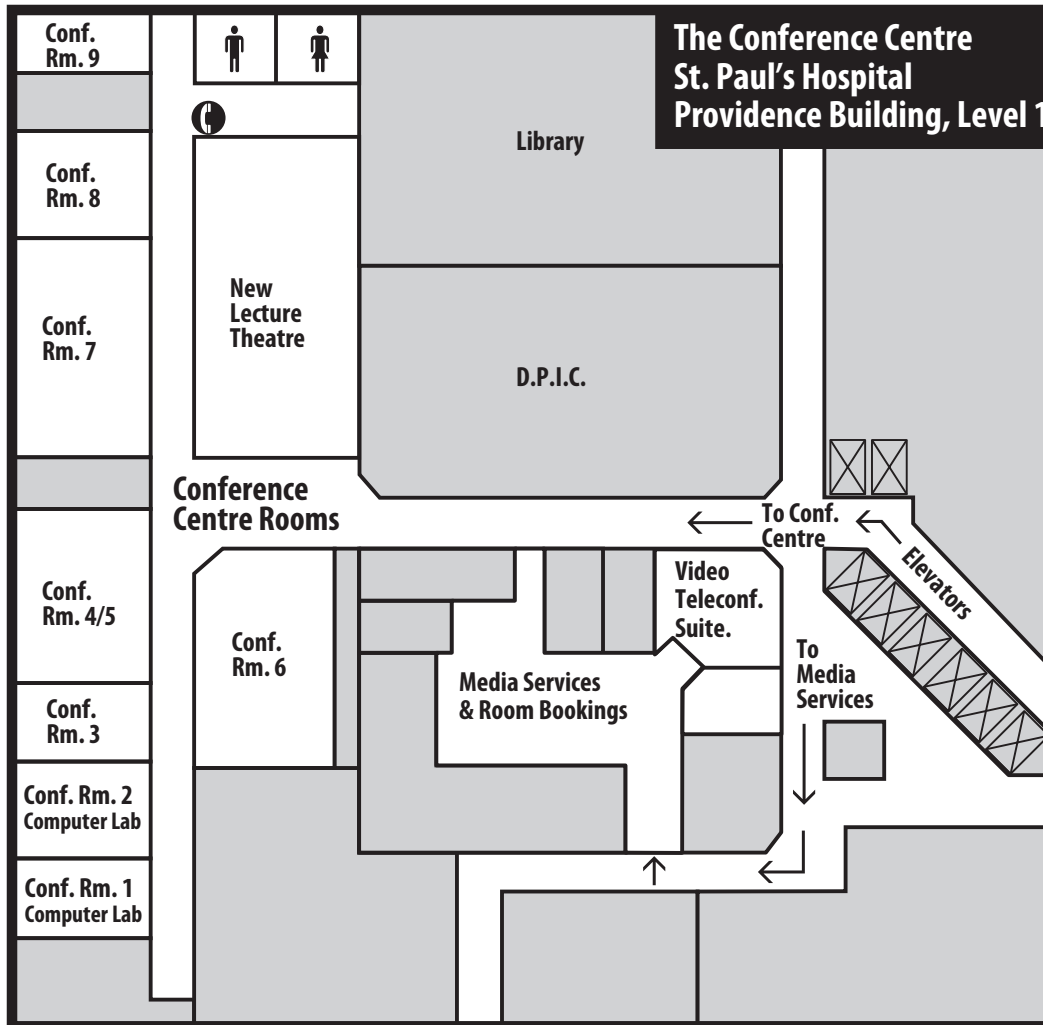 The Conference Centre
St. Paul's Hospital
Providence Building, Level 1
Conf.
Rm. 9
Library
Conf.
Rm. 8
New
Lecture
Theatre
Conf.
Rm. 7
D.P.I.C.
Conference
Centre Rooms
To Conf.
Centre
Elevators
Conf.
Rm. 4/5
Conf.
Rm. 6
Video
Teleconf.
Suite.
To
Media
Services
Media Services
& Room Bookings
Conf.
Rm. 3
Conf. Rm. 2
Computer Lab
Conf. Rm. 1
Computer Lab